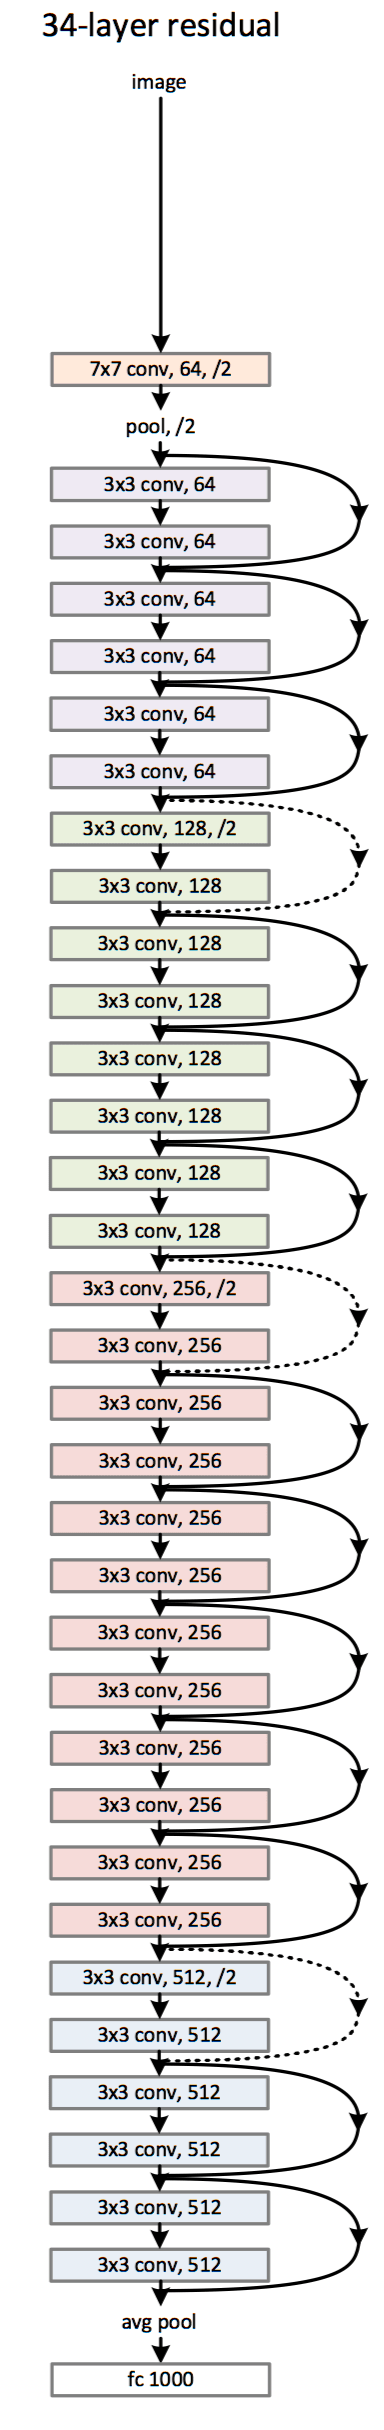 34-layer residual
image
7x7 conv, 64, /2
pool, /2
3x3 conv, 64
3x3 conv, 64
3x3 conv, 64
3x3 conv, 64
3x3 conv, 64
3x3 conv, 64
3x3 conv, 128, /2
3x3 conv, 128
3x3 conv, 128
3x3 conv, 128
3x3 conv, 128
3x3 conv, 128
3x3 conv, 128
3x3 conv, 128
3x3 conv, 256, /2
3x3 conv, 256
3x3 conv, 256
3x3 conv, 256
3x3 conv, 256
3x3 conv, 256
3x3 conv, 256
3x3 conv, 256
3x3 conv, 256
3x3 conv, 256
3x3 conv, 256
3x3 conv, 256
3x3 conv, 512, /2
3x3 conv, 512
3x3 conv, 512
3x3 conv, 512
3x3 conv, 512
3x3 conv, 512
avg pool
fc 1000